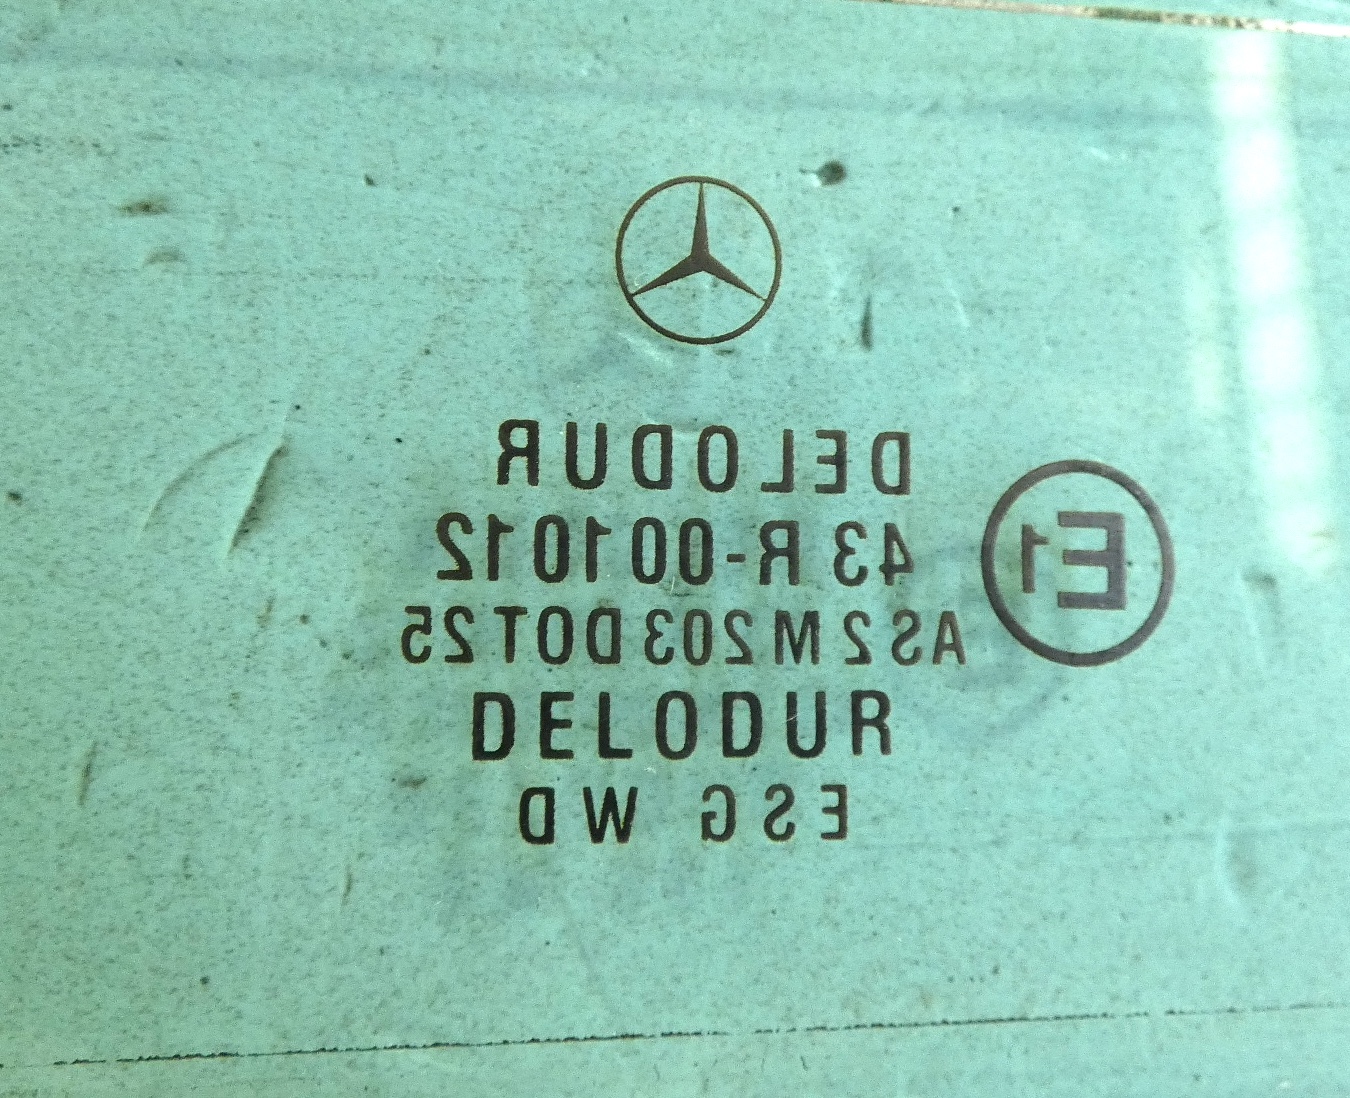 DELODUR
43 R-001012
E1
AS2 M203 DOT25
DELODUR
ESG WD